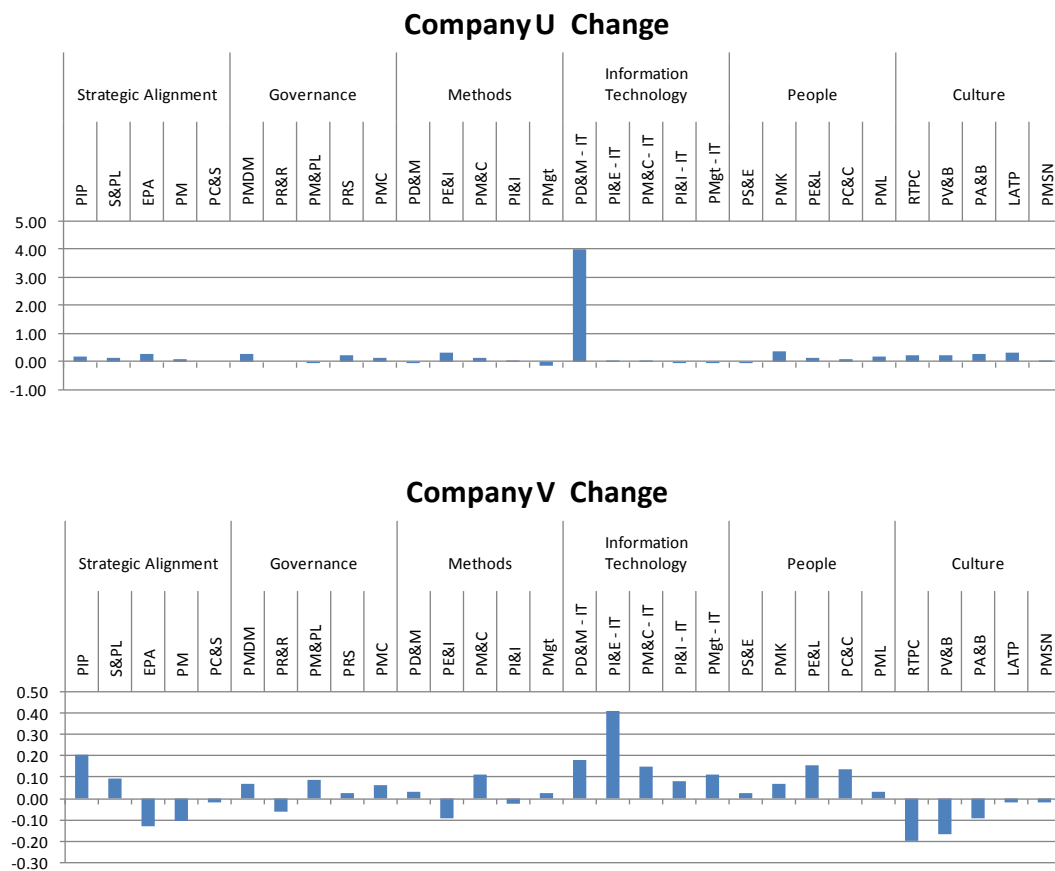 Company U Change
Strategic Alignment
Governance
Methods
Information
Technology
People
Culture
PIP
S&PL
EPA
PM
PC&S
PMDM
PR&R
PM&PL
PRS
PMC
PD&M
PE&I
PM&C
PI&I
PMgt
PD&M - IT
PI&E - IT
PM&C - IT
PI&I - IT
PMgt - IT
PS&E
PMK
PE&L
PC&C
PML
RTPC
PV&B
PA&B
LATP
PMSN
5.00
4.00
3.00
2.00
1.00
0.00
-1.00
Company V Change
Strategic Alignment
Governance
Methods
Information
Technology
People
Culture
PIP
S&PL
EPA
PM
PC&S
PMDM
PR&R
PM&PL
PRS
PMC
PD&M
PE&I
PM&C
PI&I
PMgt
PD&M - IT
PI&E - IT
PM&C - IT
PI&I - IT
PMgt - IT
PS&E
PMK
PE&L
PC&C
PML
RTPC
PV&B
PA&B
LATP
PMSN
0.50
0.40
0.30
0.20
0.10
0.00
-0.10
-0.20
-0.30